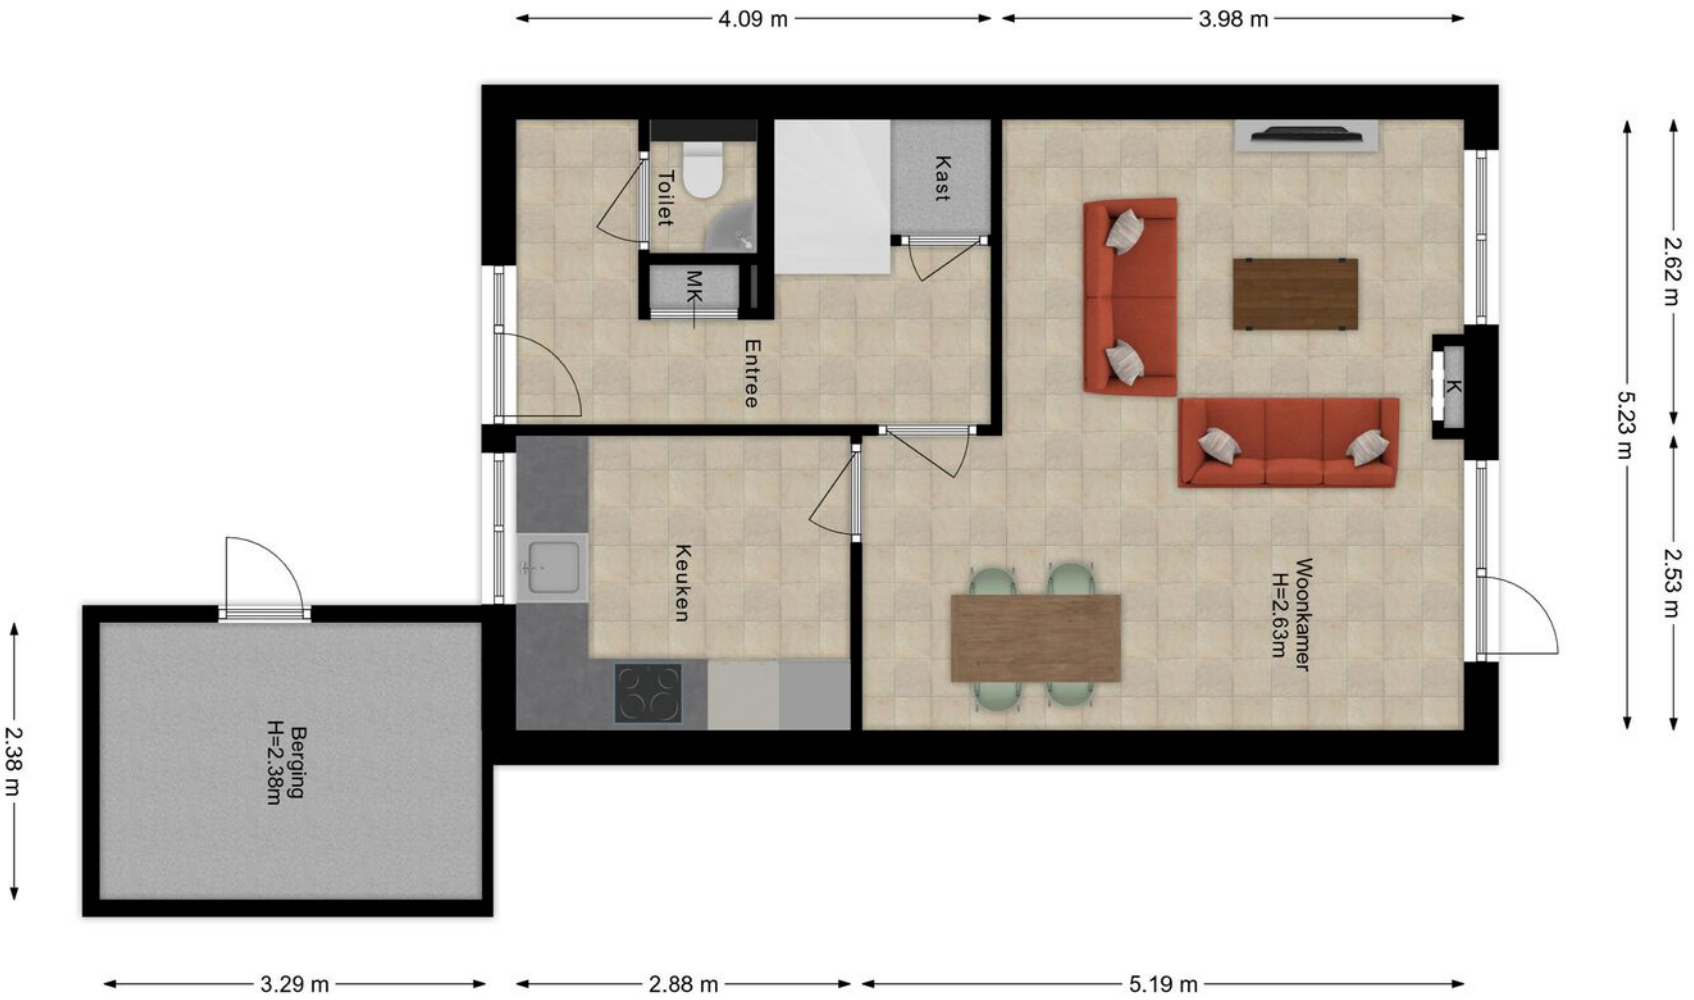 4.09 m
3.98 m
Toilet
Kast
MK
Entree
K
2.62 m
5.23 m
2.53 m
Keuken
Woonkamer
H=2.63m
Berging
H=2.38m
2.38 m
3.29 m
2.88 m
5.19 m